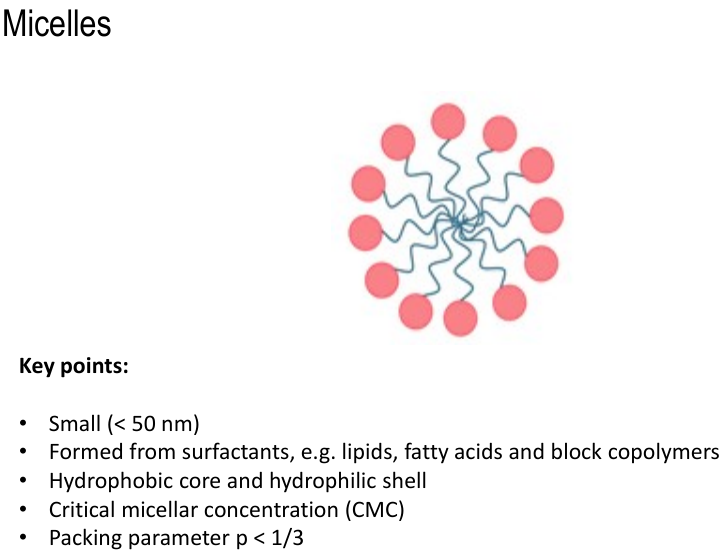 Micelles
Key points:
• Small (< 50 nm)
• Formed from surfactants, e.g. lipids, fatty acids and block copolymers
• Hydrophobic core and hydrophilic shell
• Critical micellar concentration (CMC)
• Packing parameter p < 1/3